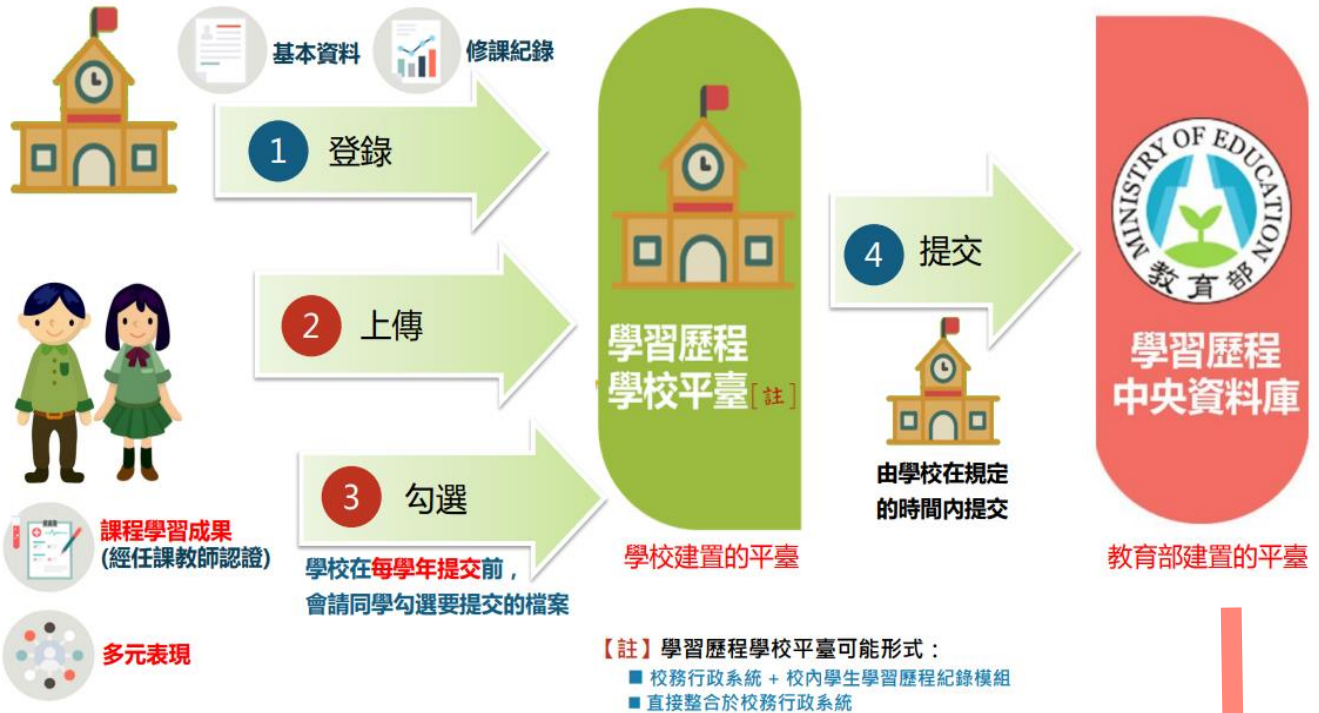 基本資料
修課紀錄
1 登錄
2 上傳
3 勾選
學校在每學年提交前，
會請同學勾選要提交的檔案
課程學習成果
(經任課教師認證)
多元表現
學習歷程
學校平臺[註]
學校建置的平臺
4 提交
由學校在規定
的時間內提交
MINISTRY OF EDUCATION
教育部
學習歷程
中央資料庫
教育部建置的平臺
【註】學習歷程學校平臺可能形式：
■ 校務行政系統 + 校內學生學習歷程紀錄模組
■ 直接整合於校務行政系統